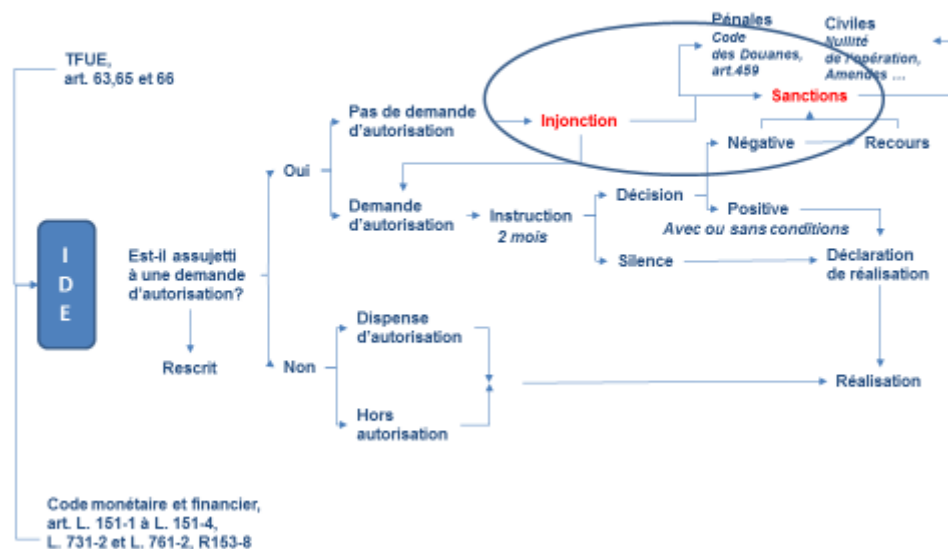 TFUE,
art. 63,65 et 66
Pénales
Code
des Douanes,
art.459
Civiles
Nullité
de l'opération,
Amendes ...
Pas de demande
d'autorisation
Injonction
Sanctions
Oui
Négative
Recours
Demande
d'autorisation
Instruction
2 mois
Décision
Positive
Avec ou sans conditions
Silence
Déclaration
de réalisation
I
D
E
Est-il assujetti
à une demande
d'autorisation?
Rescrit
Non
Dispense
d'autorisation
Hors
autorisation
Réalisation
Code monétaire et financier,
art. L. 151-1 à L. 151-4,
L. 731-2 et L. 761-2, R153-8